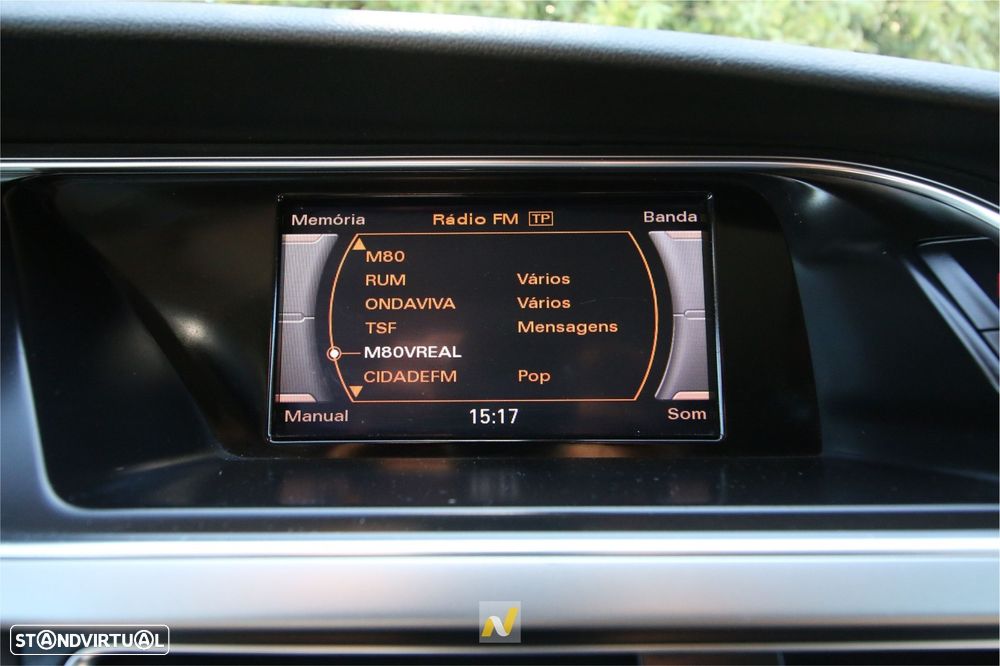 Memória Rádio FM TP Banda
M80
RUM Vários
ONDAVIVA Vários
TSF Mensagens
M80VREAL
CIDADEFM Pop
Manual 15:17 Som
STANDVIRTUAL